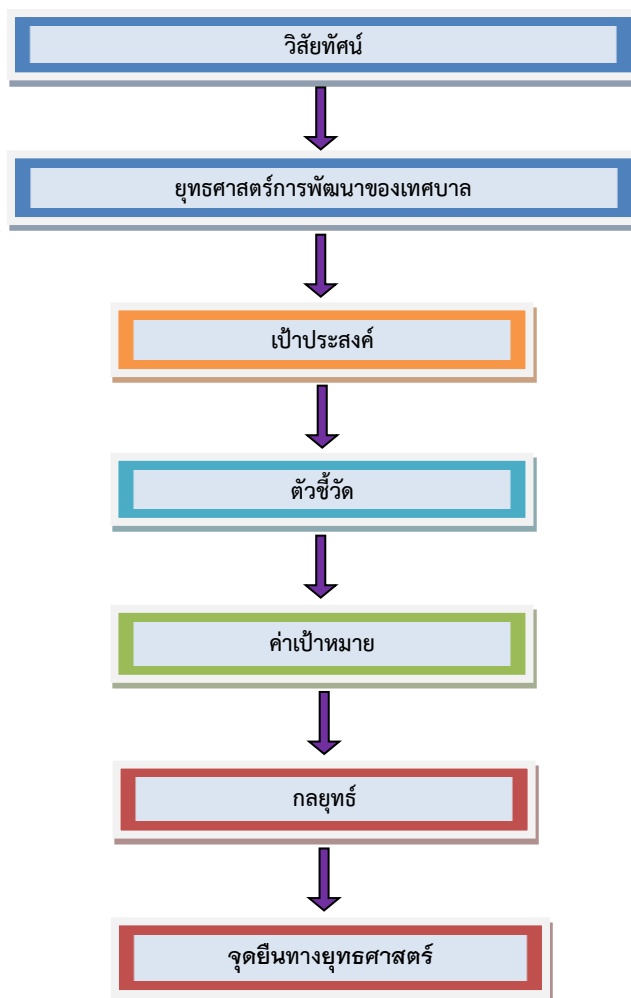 วิสัยทัศน์
ยุทธศาสตร์การพัฒนาของเทศบาล
เป้าประสงค์
ตัวชี้วัด
ค่าเป้าหมาย
กลยุทธ์
จุดยืนทางยุทธศาสตร์